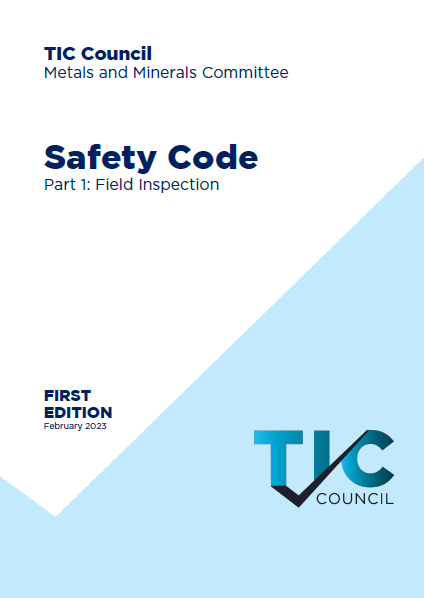 TIC Council
Metals and Minerals Committee
Safety Code
Part 1: Field Inspection
FIRST
EDITION
February 2023
TIC
COUNCIL